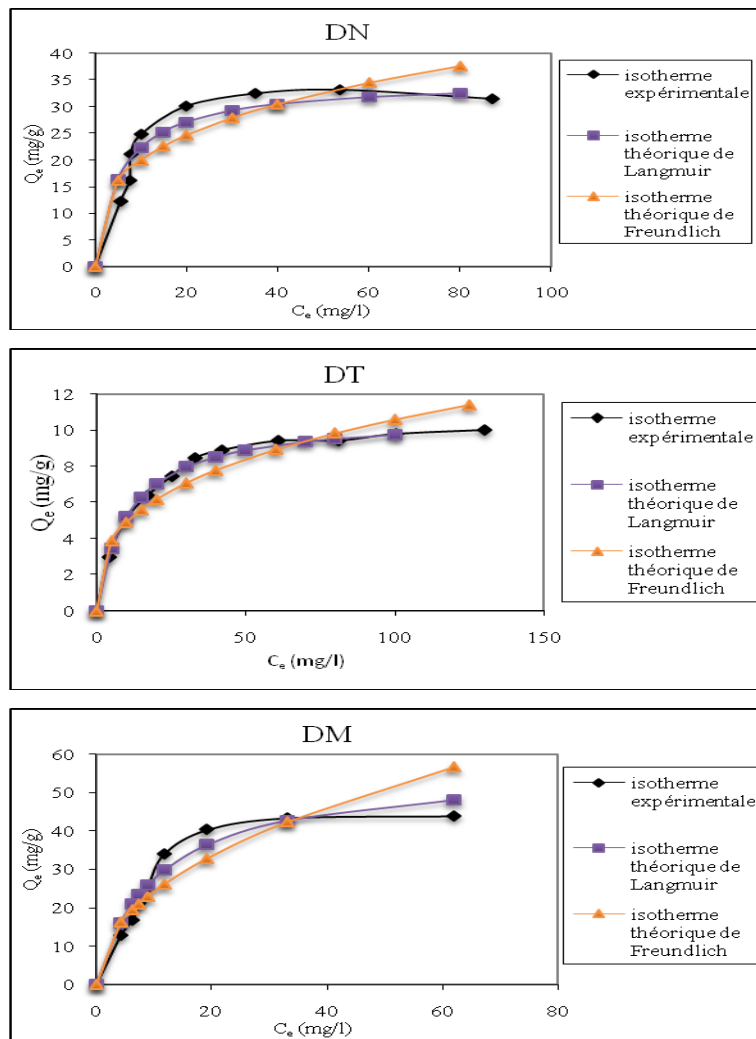 DN
40
35
30
25
20
15
10
5
0
Qe (mg/g)
0 20 40 60 80 100
Ce (mg/l)
isotherme
expérimentale
isotherme
théorique de
Langmuir
isotherme
théorique de
Freundlich
DT
12
10
8
6
4
2
0
Qe (mg/g)
0 50 100 150
Ce (mg/l)
isotherme
expérimentale
isotherme
théorique de
Langmuir
isotherme
théorique de
Freundlich
DM
60
50
40
30
20
10
0
Qe (mg/g)
0 20 40 60 80
Ce (mg/l)
isotherme
expérimentale
isotherme
théorique de
Langmuir
isotherme
théorique de
Freundlich